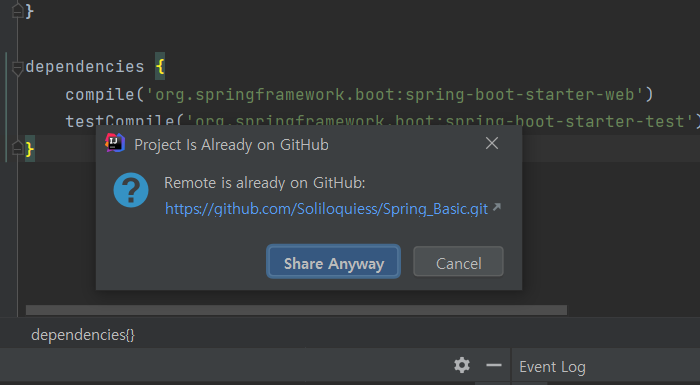 }
dependencies {
compile('org.springframework.boot:spring-boot-starter-web')
testCompile('org.springframework.boot:spring-boot-starter-test')
}
Project Is Already on GitHub
Remote is already on GitHub:
https://github.com/Soliloquiess/Spring_Basic.git
Share Anyway
Cancel
dependencies{}
Event Log